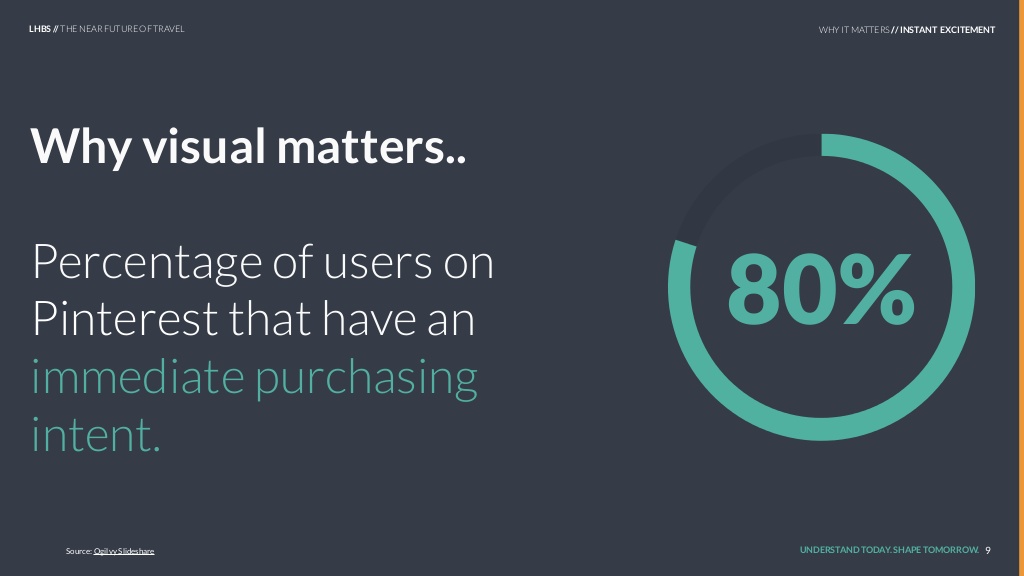 LHBS // THE NEAR FUTURE OF TRAVEL
WHY IT MATTERS // INSTANT EXCITEMENT
Why visual matters..
Percentage of users on
Pinterest that have an
immediate purchasing
intent.
80%
Source: Ogilvy Slideshare
UNDERSTAND TODAY. SHAPE TOMORROW. 9